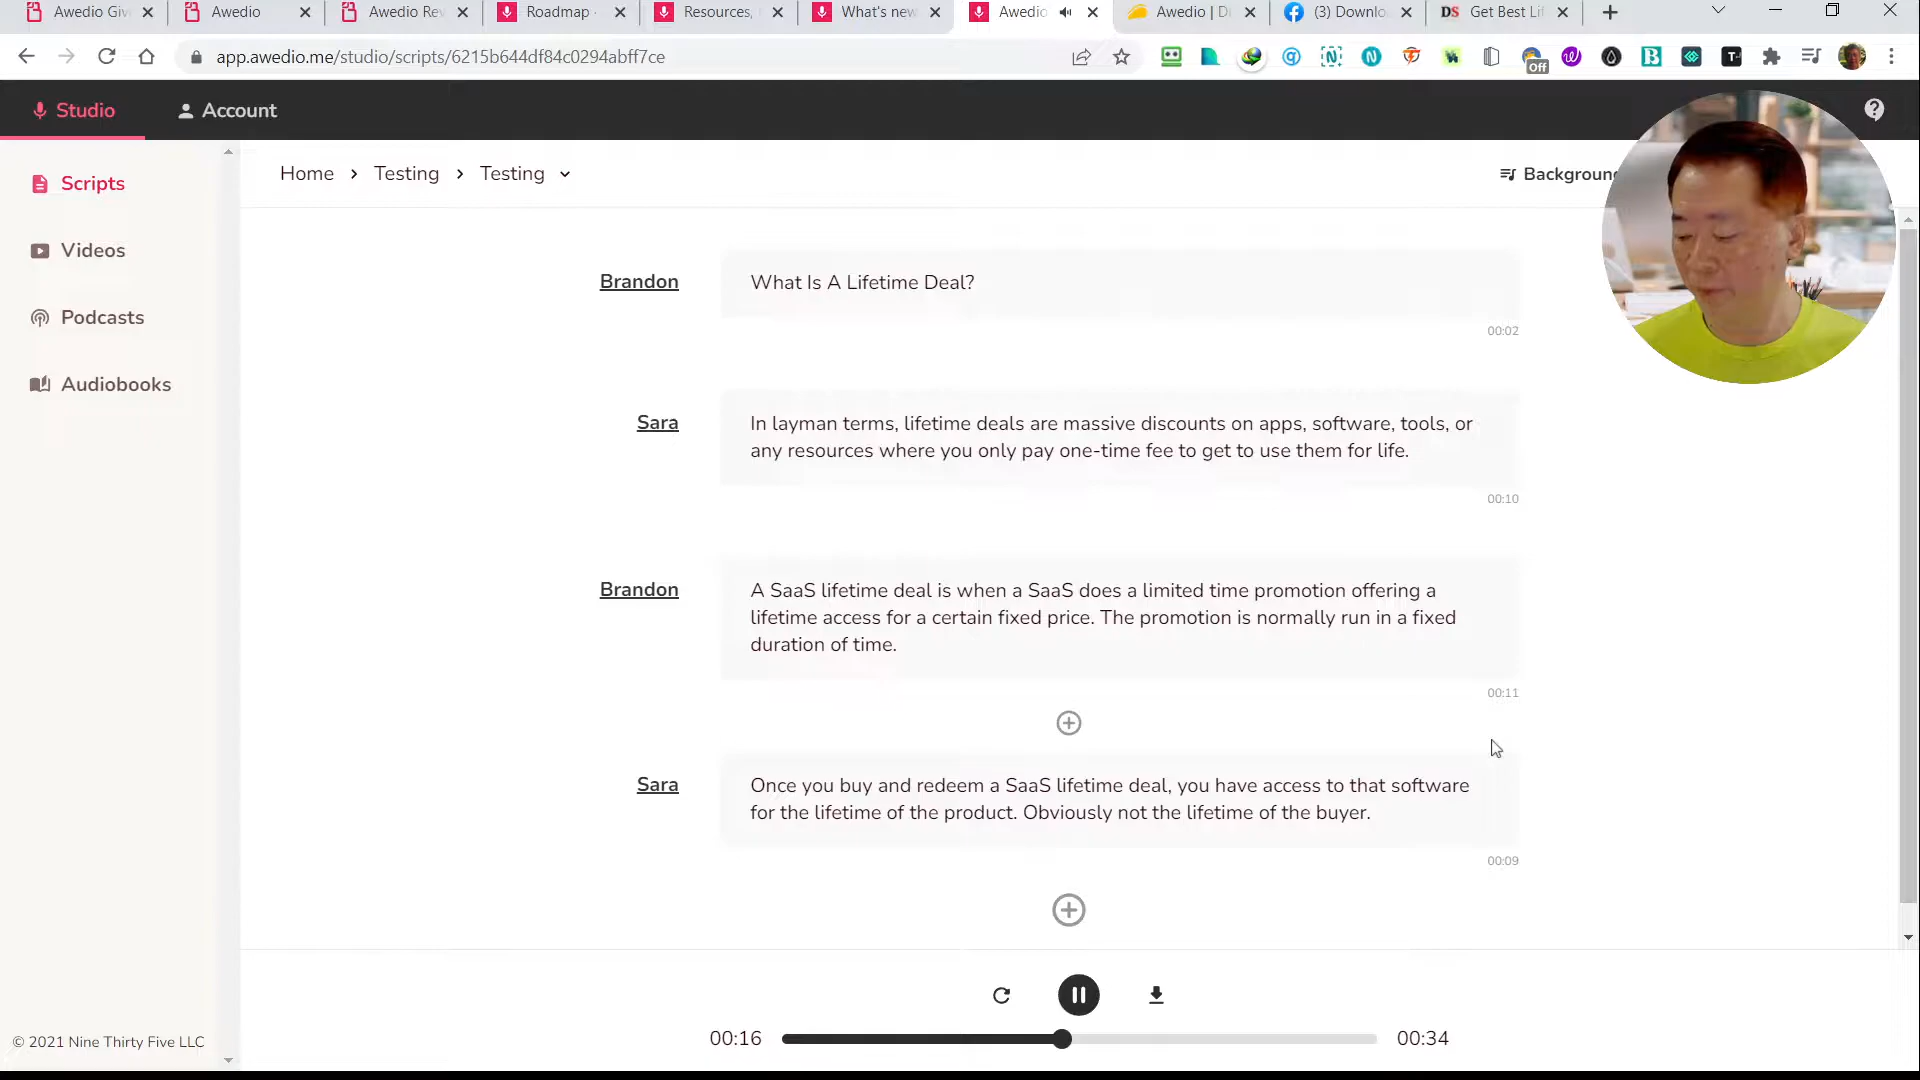 Awedio Giv
Awedio
Awedio Rev
Roadmap
Resources,
What's new
Awedio
Awedio | D
(3) Downlo
DS Get Best Lif
app.awedio.me/studio/scripts/6215b644df84c0294abff7ce
Off
Studio
Account
Scripts
Videos
Podcasts
Audiobooks
Home > Testing > Testing
Background
Brandon
What Is A Lifetime Deal?
00:02
Sara
In layman terms, lifetime deals are massive discounts on apps, software, tools, or
any resources where you only pay one-time fee to get to use them for life.
00:10
Brandon
A SaaS lifetime deal is when a SaaS does a limited time promotion offering a
lifetime access for a certain fixed price. The promotion is normally run in a fixed
duration of time.
00:11
Sara
Once you buy and redeem a SaaS lifetime deal, you have access to that software
for the lifetime of the product. Obviously not the lifetime of the buyer.
00:09
00:16
00:34
© 2021 Nine Thirty Five LLC